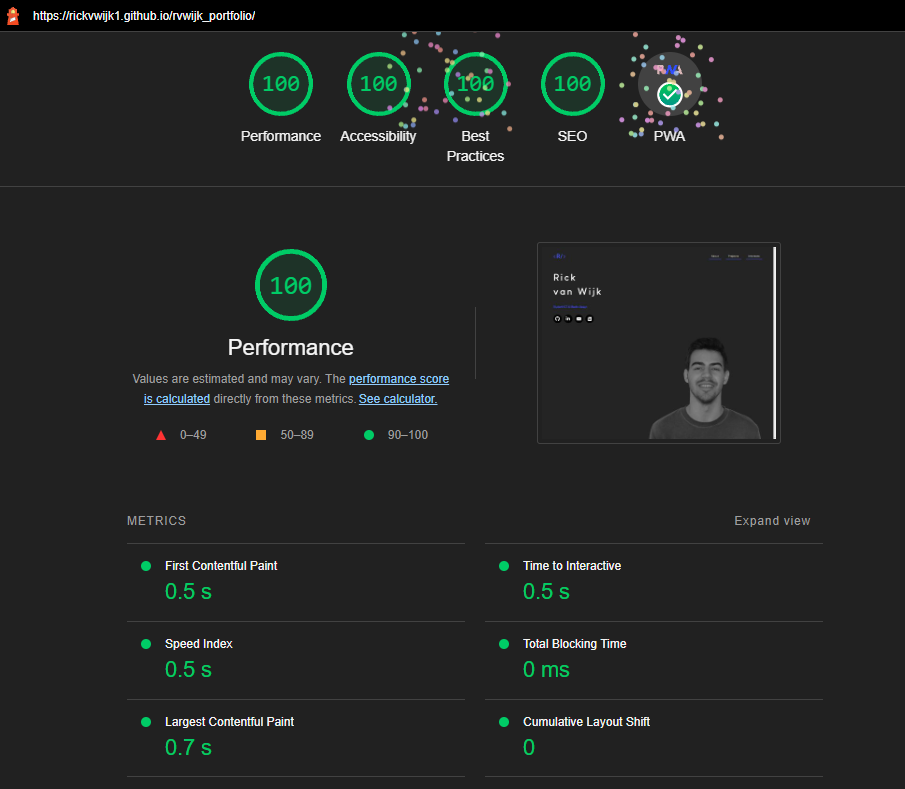 https://rickvwijk1.github.io/rvwijk_portfolio/
100 100 100 100 PWA
Performance Accessibility Best Practices SEO PWA
100
Performance
Values are estimated and may vary. The performance score
is calculated directly from these metrics. See calculator.
0–49 50–89 90–100
Rick
van Wijk
METRICS Expand view
First Contentful Paint
0.5 s
Time to Interactive
0.5 s
Speed Index
0.5 s
Total Blocking Time
0 ms
Largest Contentful Paint
0.7 s
Cumulative Layout Shift
0